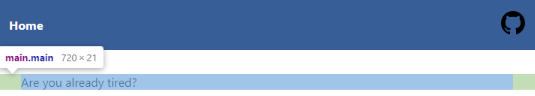 Home
main.main 720 × 21
Are you already tired?